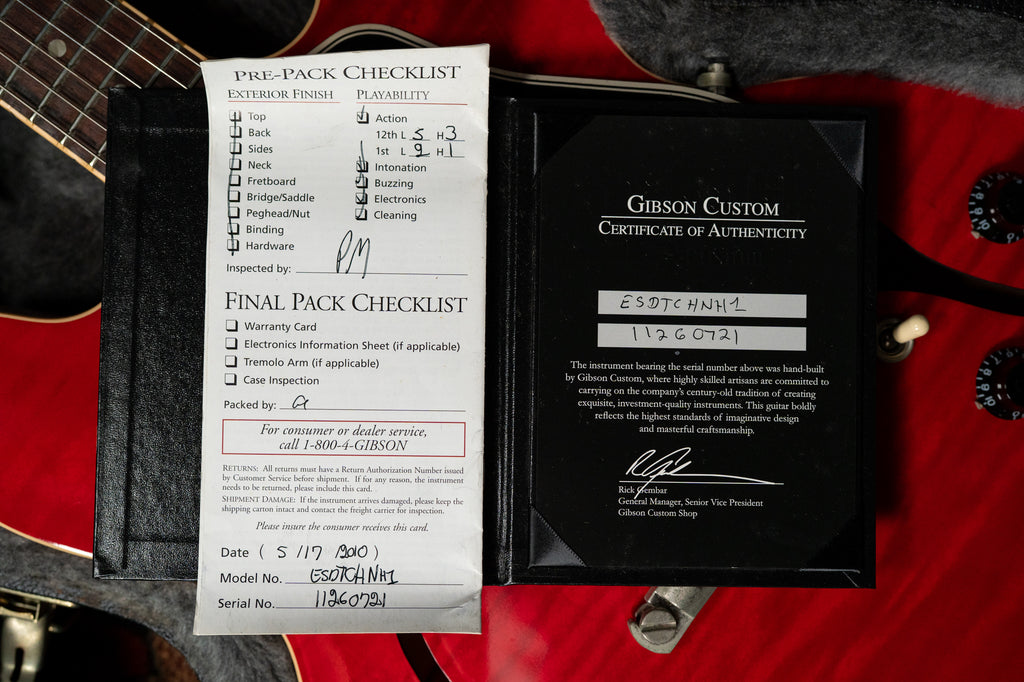 PRE-PACK CHECKLIST
EXTERIOR FINISH
Top
Back
Sides
Neck
Fretboard
Bridge/Saddle
Peghead/Nut
Binding
Hardware
PLAYABILITY
Action
12th L 5 H 3
1st L 2 H 1
Intonation
Buzzing
Electronics
Cleaning
Inspected by: PM
FINAL PACK CHECKLIST
Warranty Card
Electronics Information Sheet (if applicable)
Tremolo Arm (if applicable)
Case Inspection
Packed by:
For consumer or dealer service,
call 1-800-4-GIBSON
RETURNS: All returns must have a Return Authorization Number issued
by Customer Service before shipment. If for any reason, the instrument
needs to be returned, please include this card.
SHIPMENT DAMAGE: If the instrument arrives damaged, please keep the
shipping carton intact and contact the freight carrier for inspection.
Please insure the consumer receives this card.
Date ( 5 /17 /2010 )
Model No. ESDTCHNH1
Serial No. 11260721
GIBSON CUSTOM
CERTIFICATE OF AUTHENTICITY
ESDTCHNH1
11260721
The instrument bearing the serial number above was hand-built
by Gibson Custom, where highly skilled artisans are committed to
carrying on the company's century-old tradition of creating
exquisite, investment-quality instruments. This guitar boldly
reflects the highest standards of imaginative design
and masterful craftsmanship.
Rick Gembar
General Manager, Senior Vice President
Gibson Custom Shop